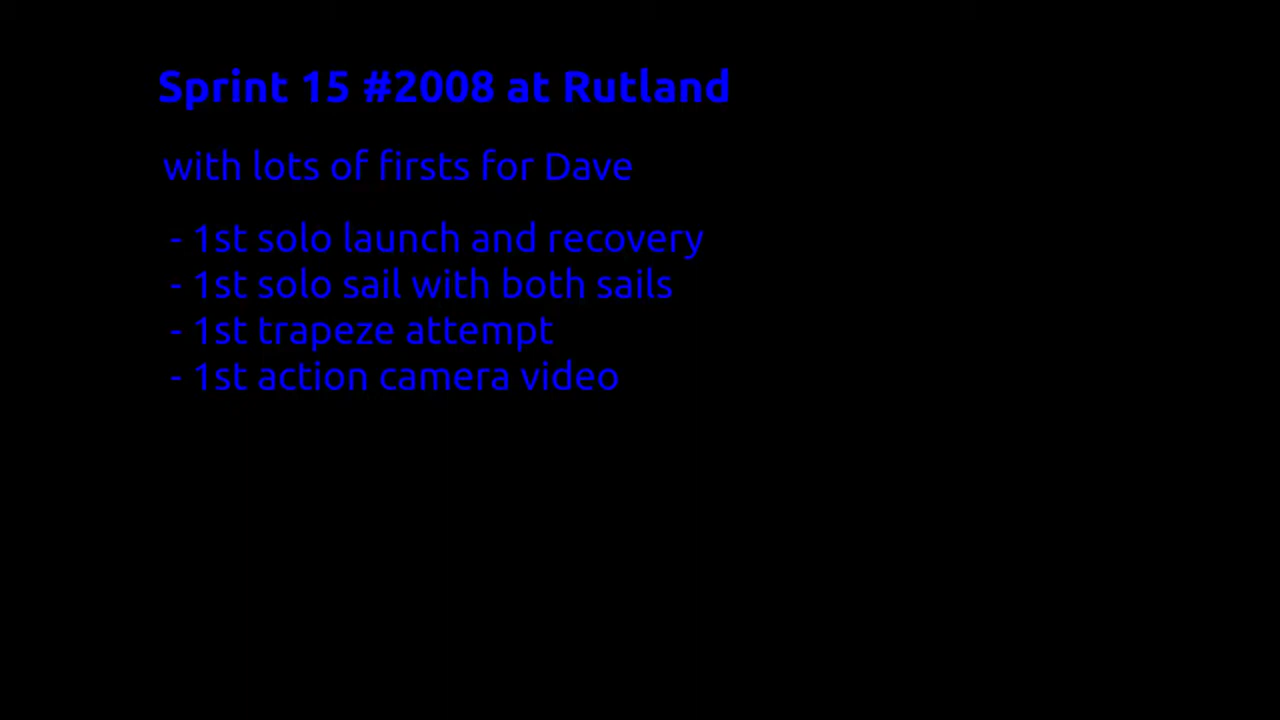 Sprint 15 #2008 at Rutland
with lots of firsts for Dave
- 1st solo launch and recovery
- 1st solo sail with both sails
- 1st trapeze attempt
- 1st action camera video